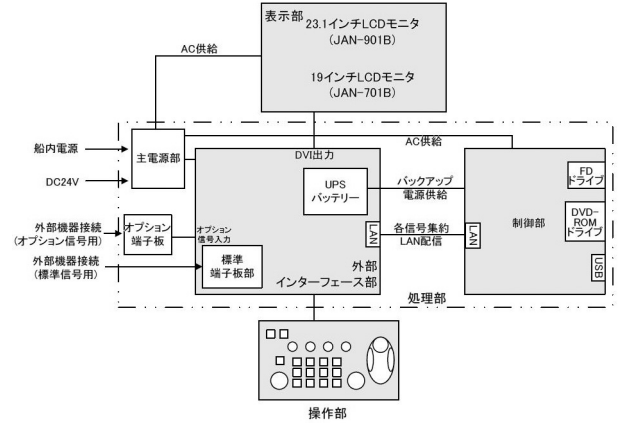 表示部
23.1インチLCDモニタ
(JAN-901B)
19インチLCDモニタ
(JAN-701B)
AC供給
船内電源
主電源部
DC24V
AC供給
DVI出力
UPS
バッテリー
バックアップ
電源供給
FD
ドライブ
DVD-
ROM
ドライブ
制御部
外部機器接続
(オプション信号用)
オプション
端子板
オプション
信号入力
LAN
各信号集約
LAN配信
LAN
USB
外部機器接続
(標準信号用)
標準
端子板部
外部
インターフェース部
処理部
操作部